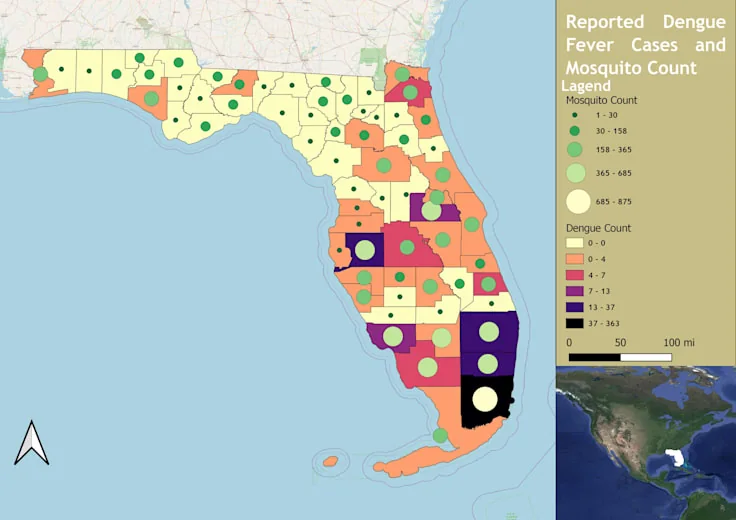 Reported Dengue
Fever Cases and
Mosquito Count
Legend
Mosquito Count
1 - 30
30 - 158
158 - 365
365 - 685
685 - 875
Dengue Count
0 - 0
0 - 4
4 - 7
7 - 13
13 - 37
37 - 363
0 50 100 mi